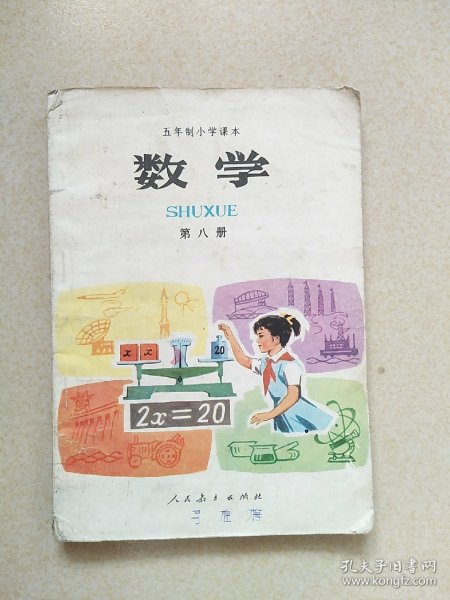 五年制小学课本
数学
SHUXUE
第八册
x x 20
2x=20
人民教育出版社
孔夫子旧书网
www.kongfz.com